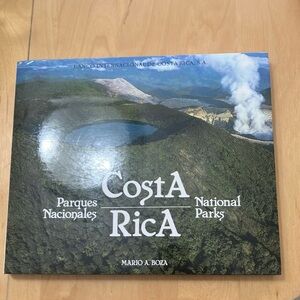 BANCO INTERNACIONAL DE COSTA RICA, S.A.
CostA
RicA
Parques
Nacionales
National
Parks
MARIO A. BOZA